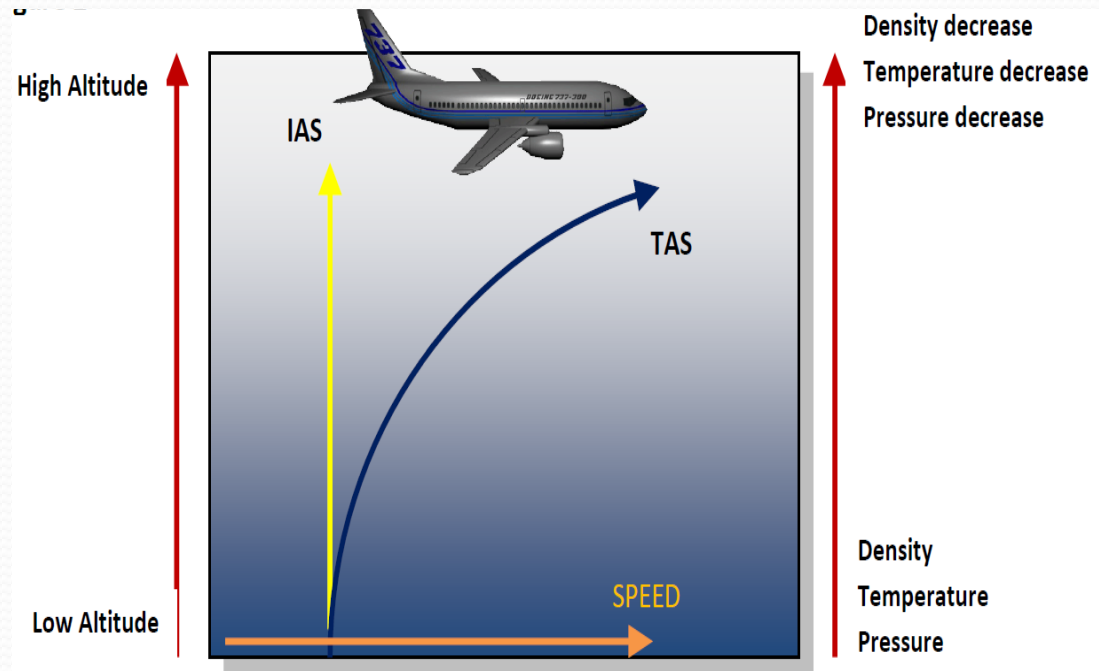 Density decrease
High Altitude
Temperature decrease
Pressure decrease
737
BOEING 737-300
IAS
TAS
SPEED
Low Altitude
Density
Temperature
Pressure